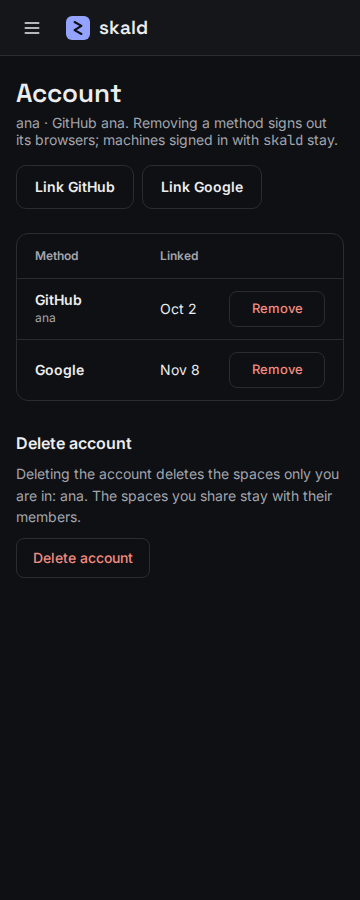 skald
Account
ana · GitHub ana. Removing a method signs out
its browsers; machines signed in with skald stay.
Link GitHub
Link Google
Method
Linked
GitHub
ana
Oct 2
Remove
Google
Nov 8
Remove
Delete account
Deleting the account deletes the spaces only you
are in: ana. The spaces you share stay with their
members.
Delete account